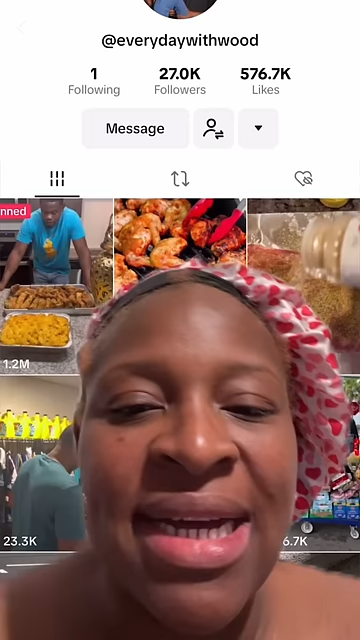 @everydaywithwood
1 27.0K 576.7K
Following Followers Likes
Message
nned
1.2M
23.3K
6.7K